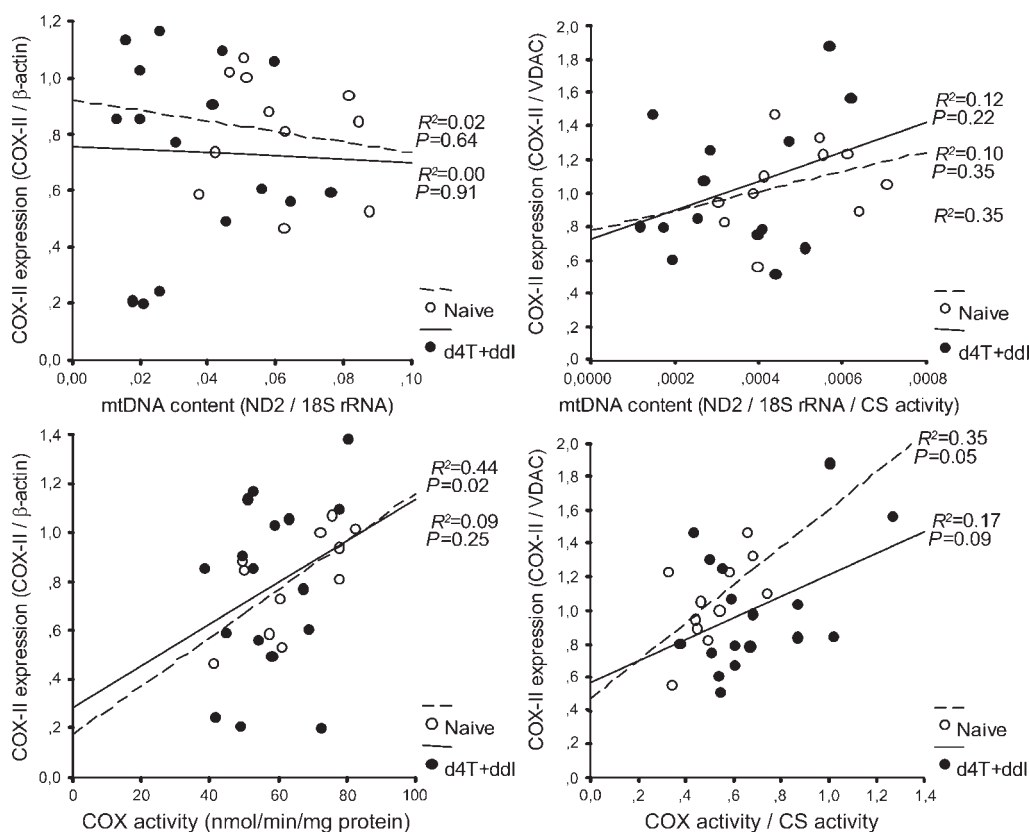 COX-II expression (COX-II / β-actin)
1,2
1,0
,8
,6
,4
,2
0,0
0,00
,02
,04
,06
,08
,10
mtDNA content (ND2 / 18S rRNA)
R²=0.02
P=0.64
R²=0.00
P=0.91
Naive
d4T+ddI
COX-II expression (COX-II / VDAC)
2,0
1,8
1,6
1,4
1,2
1,0
,8
,6
,4
,2
,0
0,0000
,0002
,0004
,0006
,0008
mtDNA content (ND2 / 18S rRNA / CS activity)
R²=0.12
P=0.22
R²=0.10
P=0.35
R²=0.35
Naive
d4T+ddI
COX-II expression (COX-II / β-actin)
1,4
1,2
1,0
,8
,6
,4
,2
0,0
0
20
40
60
80
100
COX activity (nmol/min/mg protein)
R²=0.44
P=0.02
R²=0.09
P=0.25
Naive
d4T+ddI
COX-II expression (COX-II / VDAC)
2,0
1,8
1,6
1,4
1,2
1,0
,8
,6
,4
,2
,0
0,0
,2
,4
,6
,8
1,0
1,2
1,4
COX activity / CS activity
R²=0.35
P=0.05
R²=0.17
P=0.09
Naive
d4T+ddI